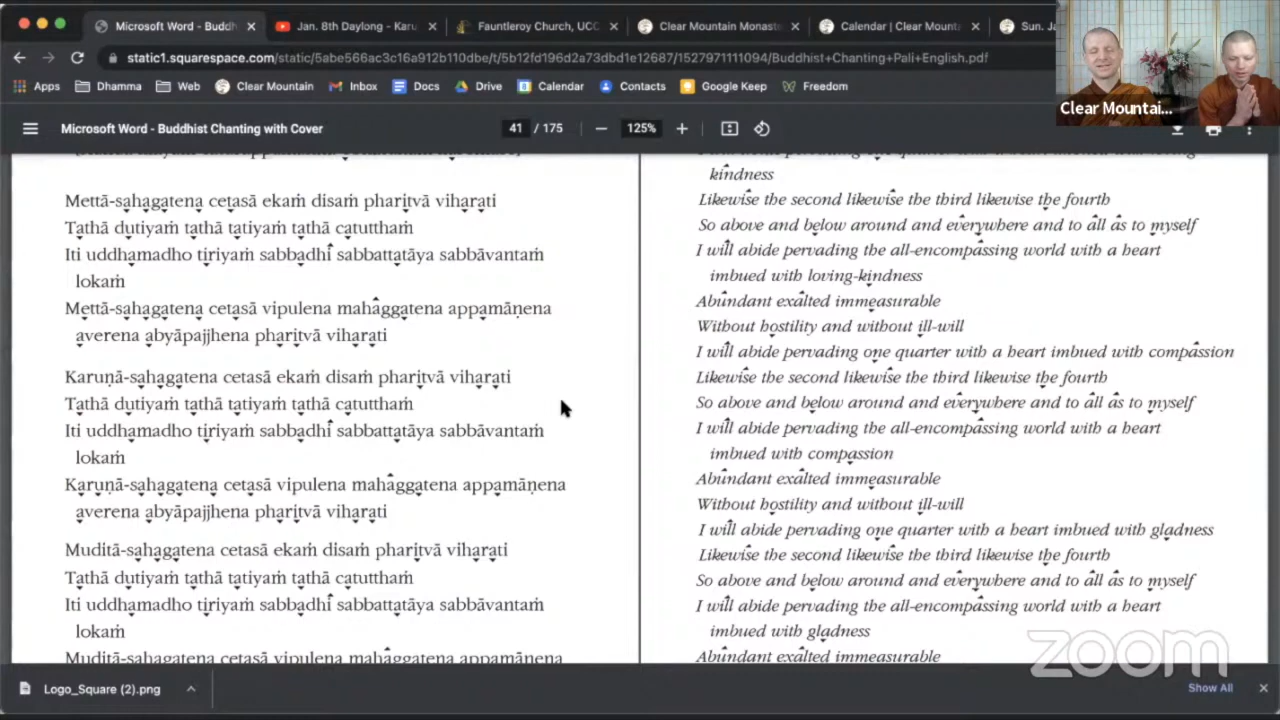 Microsoft Word - Buddh
Jan. 8th Daylong - Karu
Fauntleroy Church, UCC
Clear Mountain Monast
Calendar | Clear Mount
Sun. Ja
static1.squarespace.com/static/5abe566ac3c16a912b110dbe/t/5b12fd196d2a73dbd1e12687/1527971111094/Buddhist+Chanting+Pali+English.pdf
Apps
Dhamma
Web
Clear Mountain
Inbox
Docs
Drive
Calendar
Contacts
Google Keep
Freedom
Clear Mountai...
Microsoft Word - Buddhist Chanting with Cover
41 / 175
125%
Mettā-sahagatena cetasā ekaṁ disaṁ pharitvā viharati
Tathā dutiyaṁ tathā tatiyaṁ tathā catutthaṁ
Iti uddhamadho tiriyaṁ sabbadhi sabbattatāya sabbāvantaṁ
lokaṁ
Mettā-sahagatena cetasā vipulena mahaggatena appamāṇena
averena abyāpajjhena pharitvā viharati
Karuṇā-sahagatena cetasā ekaṁ disaṁ pharitvā viharati
Tathā dutiyaṁ tathā tatiyaṁ tathā catutthaṁ
Iti uddhamadho tiriyaṁ sabbadhi sabbattatāya sabbāvantaṁ
lokaṁ
Karuṇā-sahagatena cetasā vipulena mahaggatena appamāṇena
averena abyāpajjhena pharitvā viharati
Muditā-sahagatena cetasā ekaṁ disaṁ pharitvā viharati
Tathā dutiyaṁ tathā tatiyaṁ tathā catutthaṁ
Iti uddhamadho tiriyaṁ sabbadhi sabbattatāya sabbāvantaṁ
lokaṁ
Muditā-sahagatena cetasā vipulena mahaggatena appamāṇena
kindness
Likewise the second likewise the third likewise the fourth
So above and below around and everywhere and to all as to myself
I will abide pervading the all-encompassing world with a heart
imbued with loving-kindness
Abundant exalted immeasurable
Without hostility and without ill-will
I will abide pervading one quarter with a heart imbued with compassion
Likewise the second likewise the third likewise the fourth
So above and below around and everywhere and to all as to myself
I will abide pervading the all-encompassing world with a heart
imbued with compassion
Abundant exalted immeasurable
Without hostility and without ill-will
I will abide pervading one quarter with a heart imbued with gladness
Likewise the second likewise the third likewise the fourth
So above and below around and everywhere and to all as to myself
I will abide pervading the all-encompassing world with a heart
imbued with gladness
Abundant exalted immeasurable
zoom
Logo_Square (2).png
Show All